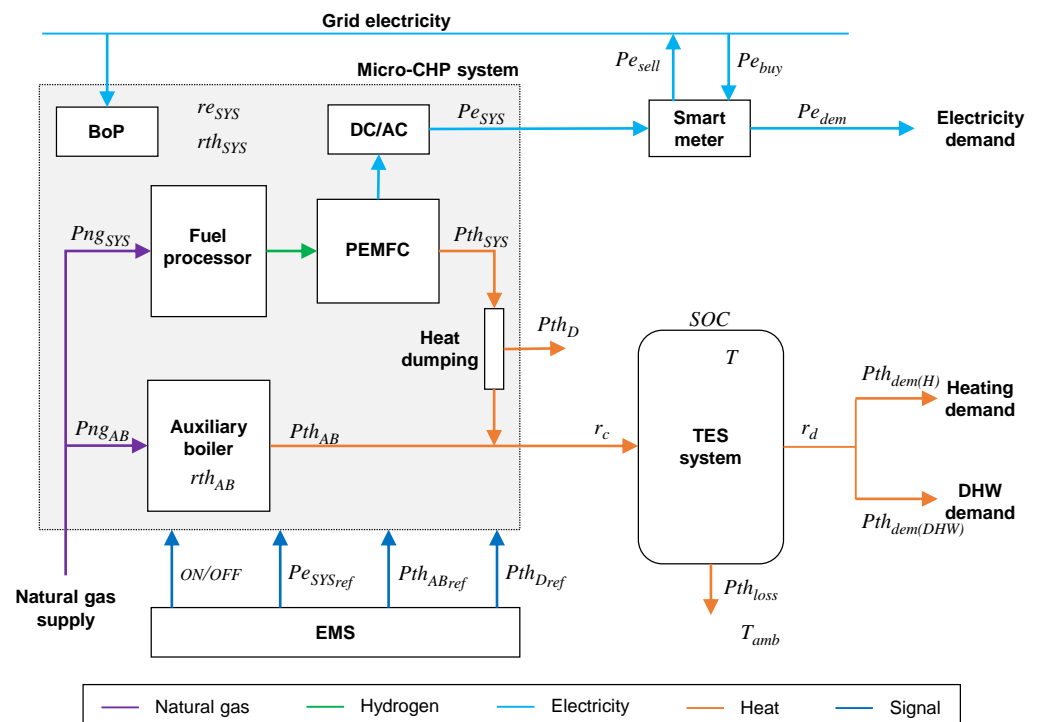 Grid electricity
Micro-CHP system
Pe_sell
Pe_buy
BoP
re_SYS
rth_SYS
DC/AC
Pe_SYS
Smart
meter
Pe_dem
Electricity
demand
Png_SYS
Fuel
processor
PEMFC
Pth_SYS
Heat
dumping
Pth_D
SOC
T
TES
system
Png_AB
Auxiliary
boiler
rth_AB
Pth_AB
r_c
r_d
Pth_dem(H)
Heating
demand
DHW
demand
Pth_dem(DHW)
Natural gas
supply
ON/OFF
Pe_SYSref
Pth_ABref
Pth_Dref
EMS
Pth_loss
T_amb
Natural gas
Hydrogen
Electricity
Heat
Signal